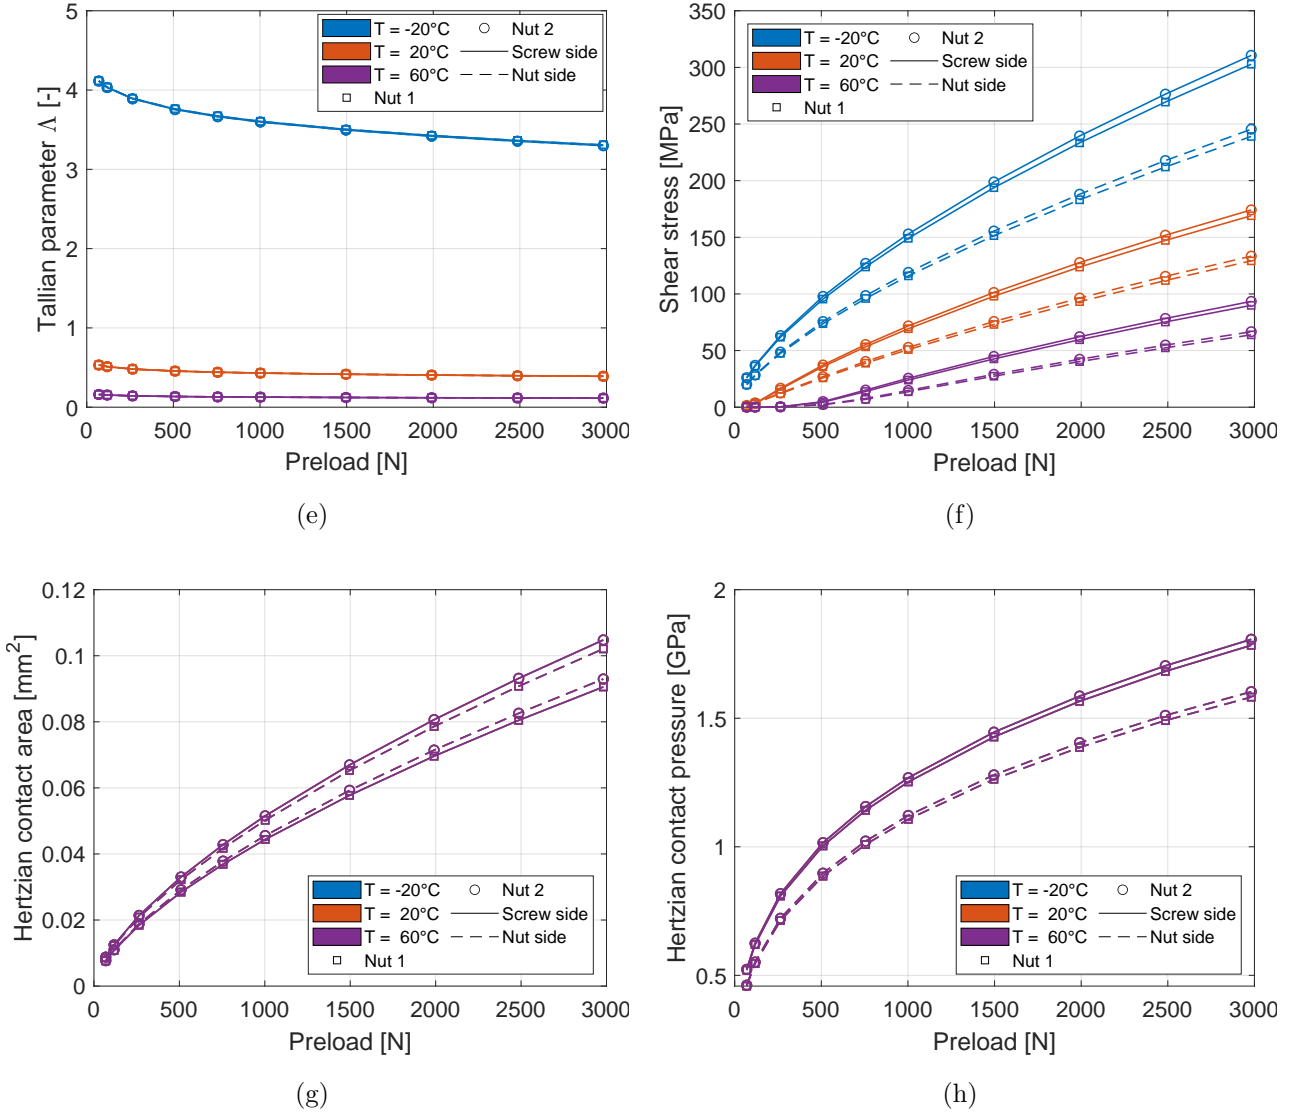 5
4
3
2
1
0
0 500 1000 1500 2000 2500 3000
Tallian parameter Λ [-]
Preload [N]
T = -20°C
T = 20°C
T = 60°C
Nut 1
Nut 2
Screw side
Nut side
(e)
350
300
250
200
150
100
50
0
0 500 1000 1500 2000 2500 3000
Shear stress [MPa]
Preload [N]
T = -20°C
T = 20°C
T = 60°C
Nut 1
Nut 2
Screw side
Nut side
(f)
0.12
0.1
0.08
0.06
0.04
0.02
0
0 500 1000 1500 2000 2500 3000
Hertzian contact area [mm²]
Preload [N]
T = -20°C
T = 20°C
T = 60°C
Nut 1
Nut 2
Screw side
Nut side
(g)
2
1.5
1
0.5
0 500 1000 1500 2000 2500 3000
Hertzian contact pressure [GPa]
Preload [N]
T = -20°C
T = 20°C
T = 60°C
Nut 1
Nut 2
Screw side
Nut side
(h)